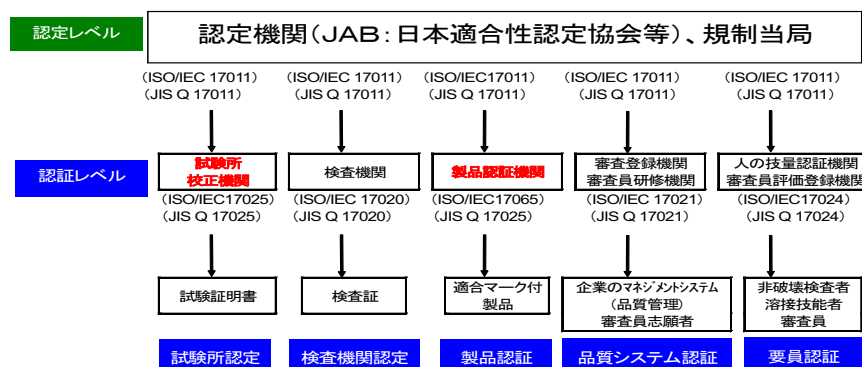 認定レベル
認定機関(JAB:日本適合性認定協会等)、規制当局
(ISO/IEC 17011)
(JIS Q 17011)
(ISO/IEC 17011)
(JIS Q 17011)
(ISO/IEC17011)
(JIS Q 17011)
(ISO/IEC 17011)
(JIS Q 17011)
(ISO/IEC 17011)
(JIS Q 17011)
認証レベル
試験所
校正機関
検査機関
製品認証機関
審査登録機関
審査員研修機関
人の技量認証機関
審査員評価登録機関
(ISO/IEC17025)
(JIS Q 17025)
(ISO/IEC 17020)
(JIS Q 17020)
(ISO/IEC17065)
(JIS Q 17025)
(ISO/IEC 17021)
(JIS Q 17021)
(ISO/IEC17024)
(JIS Q 17024)
試験証明書
検査証
適合マーク付
製品
企業のマネジメントシステム
(品質管理)
審査員志願者
非破壊検査者
溶接技能者
審査員
試験所認定
検査機関認定
製品認証
品質システム認証
要員認証